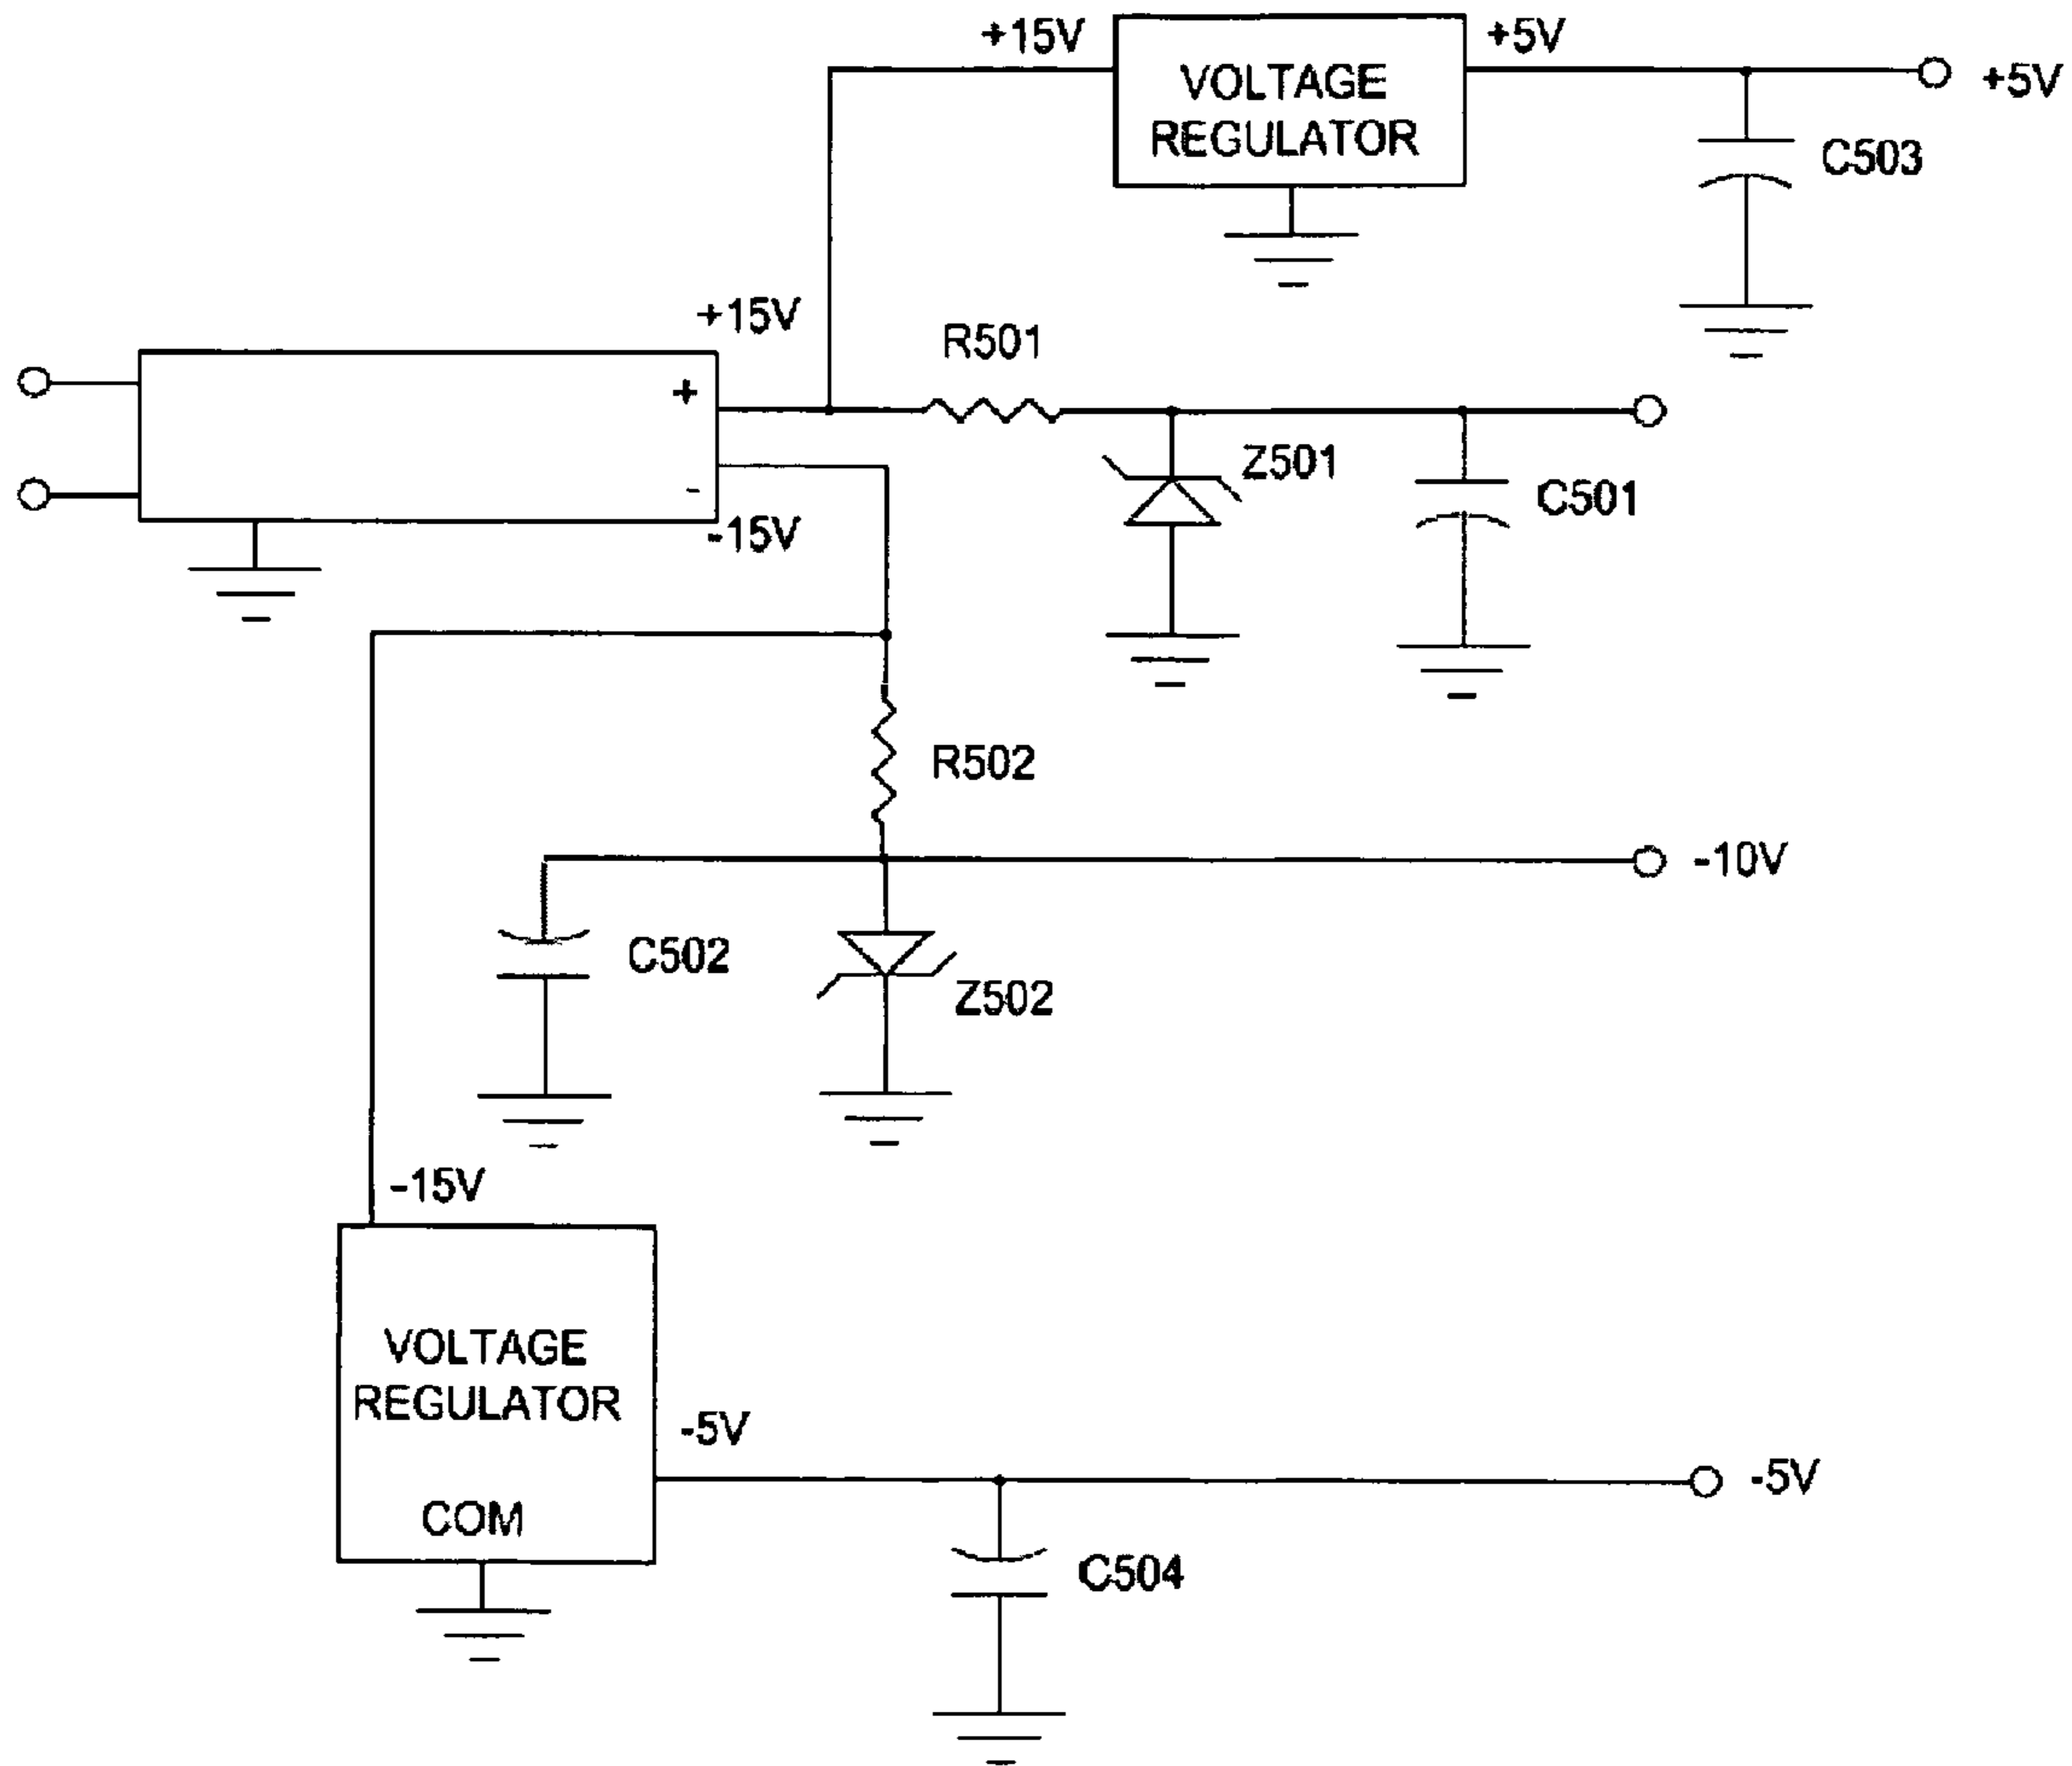 +15V
+5V
VOLTAGE
REGULATOR
+5V
C503
+15V
R501
+
Z501
C501
-
-15V
R502
-10V
C502
Z502
-15V
VOLTAGE
REGULATOR
-5V
-5V
COM
C504